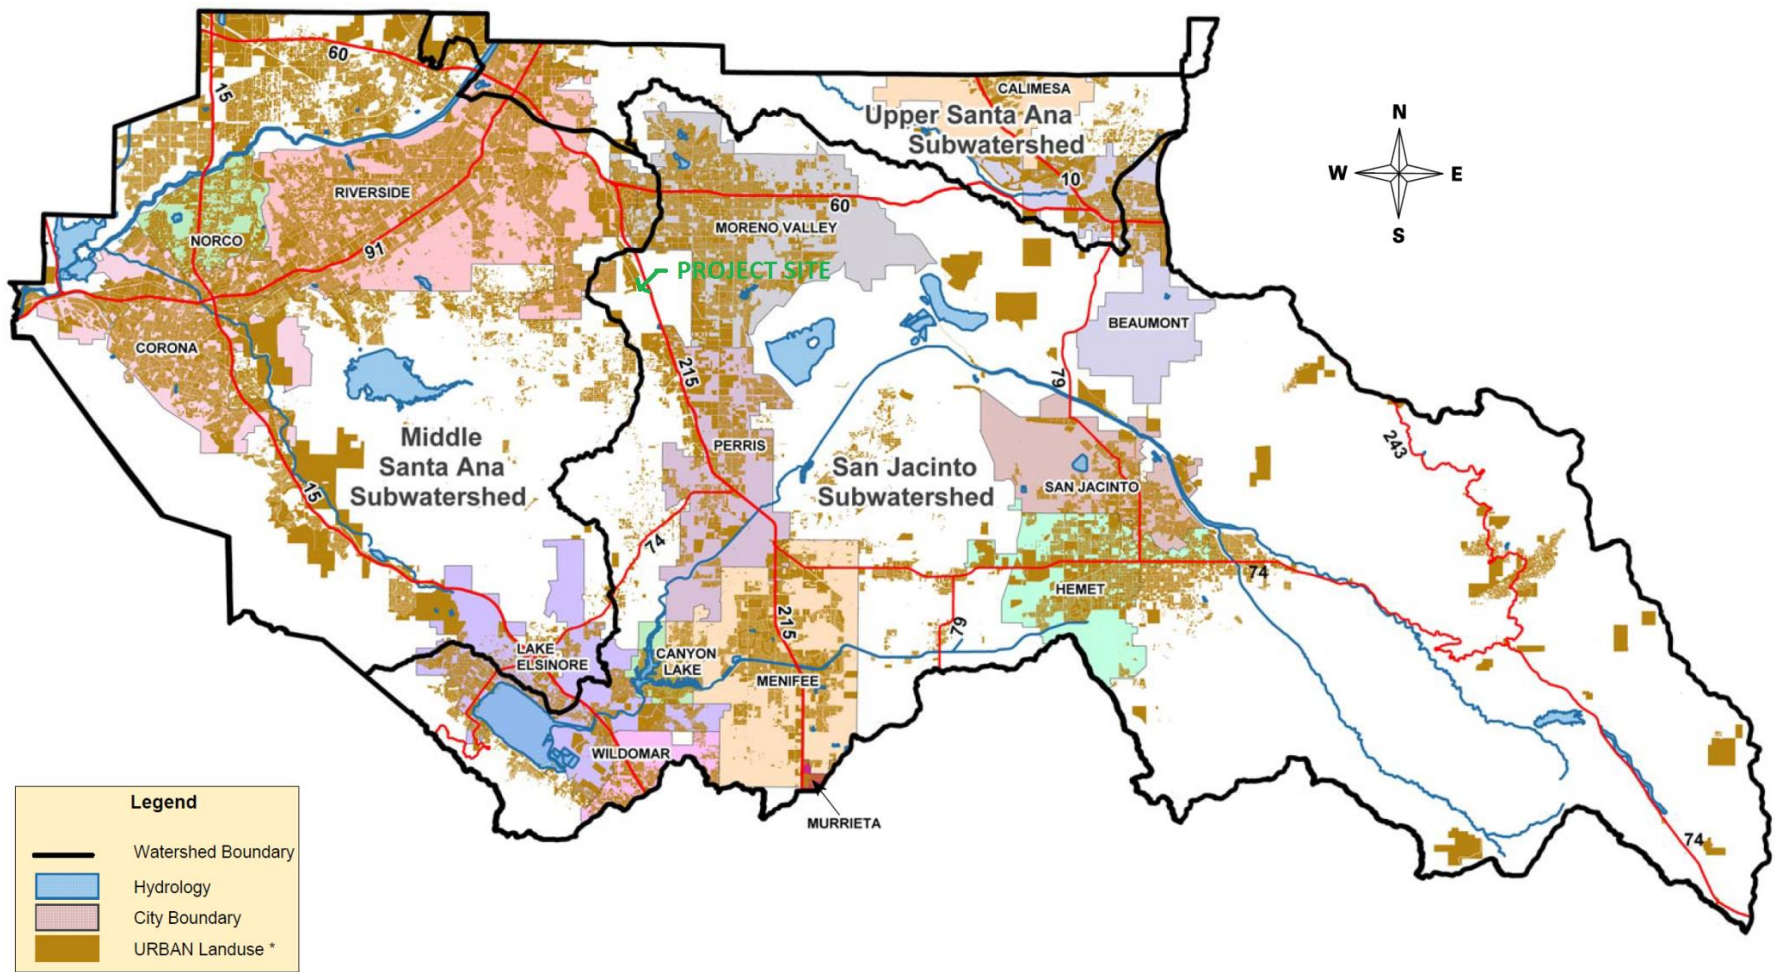 60
15
CALIMESA
Upper Santa Ana
Subwatershed
N
W E
S
10
RIVERSIDE
60
MORENO VALLEY
NORCO
91
PROJECT SITE
BEAUMONT
CORONA
215
79
Middle
Santa Ana
Subwatershed
PERRIS
243
San Jacinto
Subwatershed
SAN JACINTO
15
74
74
HEMET
215
79
LAKE
ELSINORE
CANYON
LAKE
MENIFEE
WILDOMAR
MURRIETA
74
Legend
Watershed Boundary
Hydrology
City Boundary
URBAN Landuse *